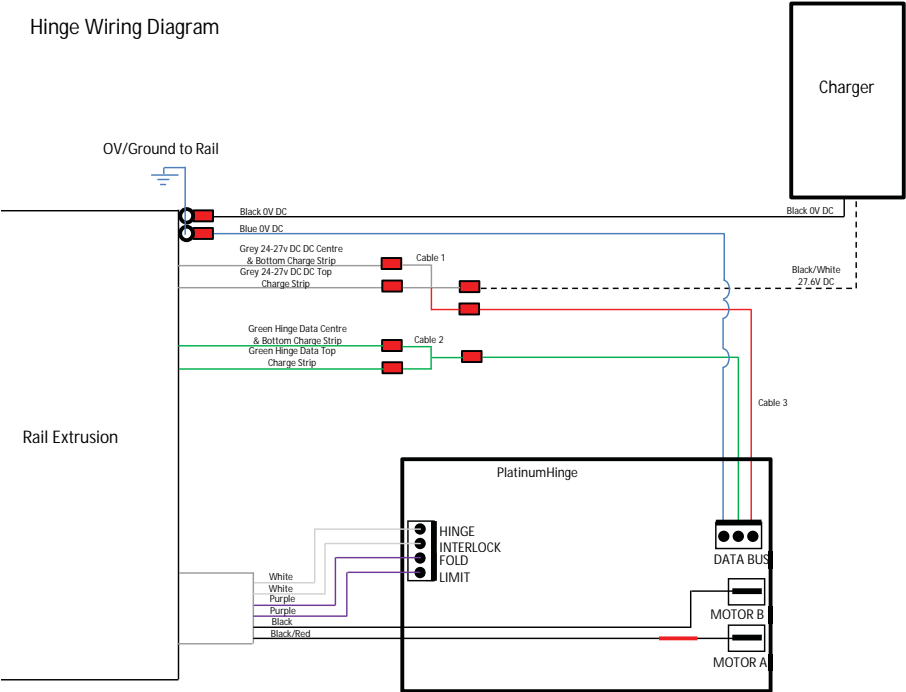 Hinge Wiring Diagram
Charger
OV/Ground to Rail
Black 0V DC
Black 0V DC
Blue 0V DC
Grey 24-27v DC DC Centre
& Bottom Charge Strip
Cable 1
Grey 24-27v DC DC Top
Charge Strip
Black/White
27.6V DC
Green Hinge Data Centre
& Bottom Charge Strip
Cable 2
Green Hinge Data Top
Charge Strip
Cable 3
Rail Extrusion
PlatinumHinge
HINGE
INTERLOCK
FOLD
LIMIT
DATA BUS
White
White
Purple
Purple
Black
Black/Red
MOTOR B
MOTOR A